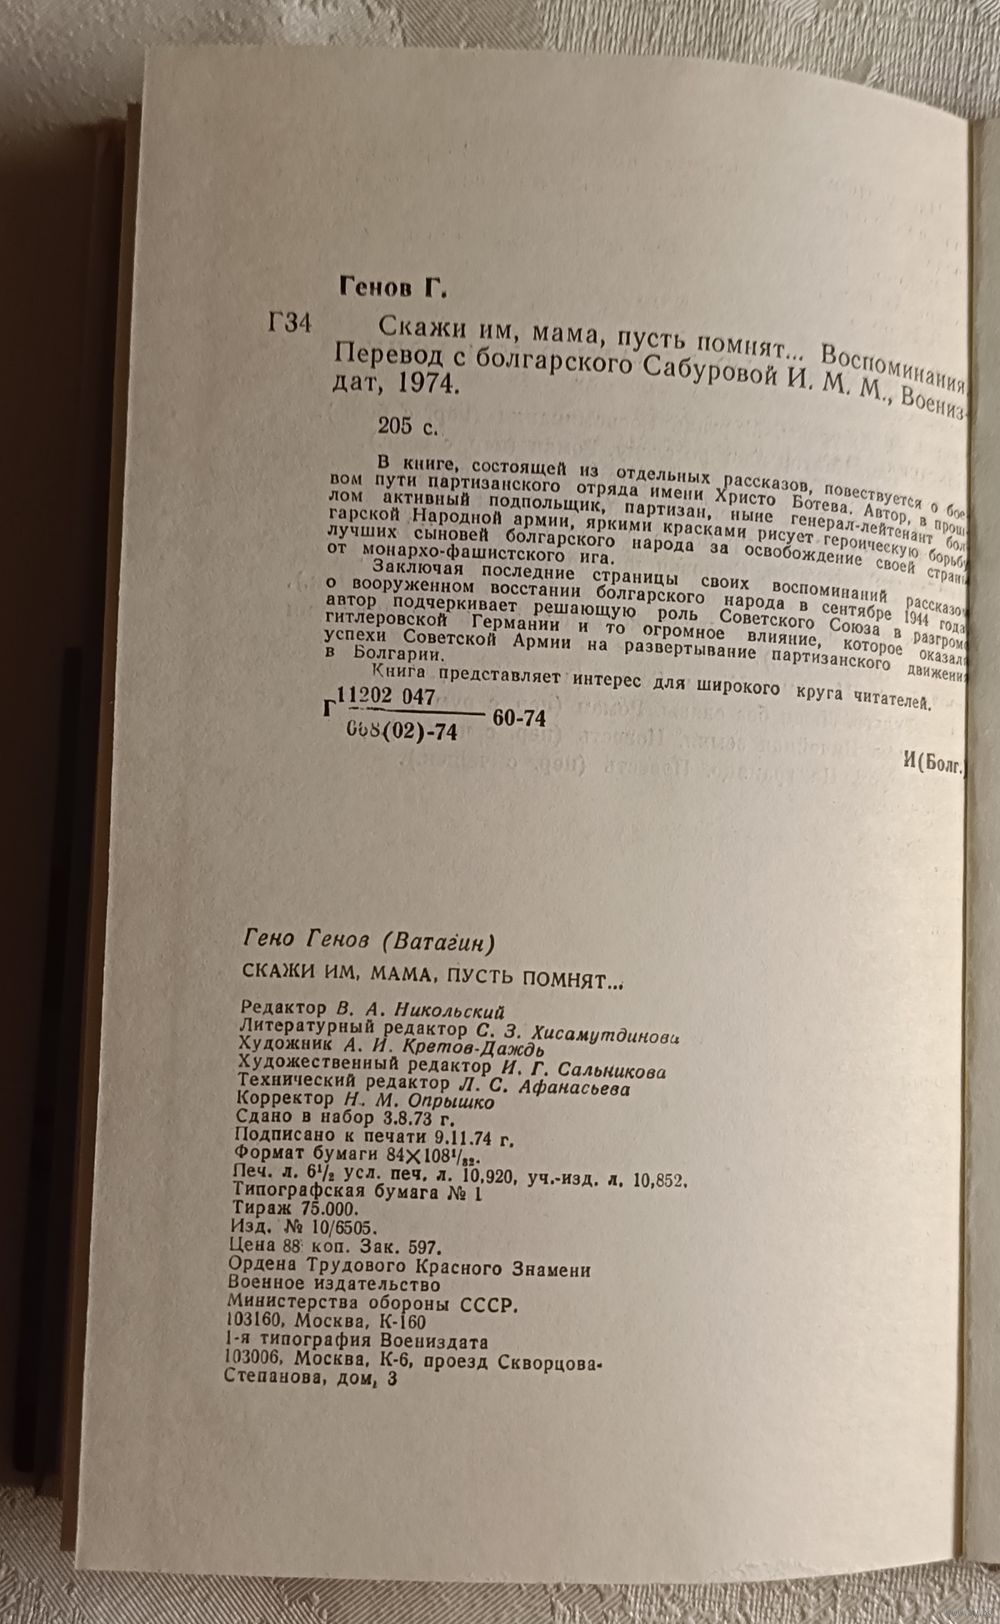 Генов Г.
Г34 Скажи им, мама, пусть помнят... Воспоминания.
Перевод с болгарского Сабуровой И. М. М., Воениз-
дат, 1974.
205 с.
В книге, состоящей из отдельных рассказов, повествуется о бое-
вом пути партизанского отряда имени Христо Ботева. Автор, в прош-
лом активный подпольщик, партизан, ныне генерал-лейтенант бол-
гарской Народной армии, яркими красками рисует героическую борьбу
лучших сыновей болгарского народа за освобождение своей страны
от монархо-фашистского ига.
Заключая последние страницы своих воспоминаний рассказом
о вооруженном восстании болгарского народа в сентябре 1944 года,
автор подчеркивает решающую роль Советского Союза в разгроме
гитлеровской Германии и то огромное влияние, которое оказали
успехи Советской Армии на развертывание партизанского движения
в Болгарии.
Книга представляет интерес для широкого круга читателей.
Г 11202 047
068(02)-74 60-74
И(Болг.)
Гено Генов (Ватагин)
СКАЖИ ИМ, МАМА, ПУСТЬ ПОМНЯТ...
Редактор В. А. Никольский
Литературный редактор С. З. Хисамутдинова
Художник А. И. Кретов-Даждь
Художественный редактор И. Г. Сальникова
Технический редактор Л. С. Афанасьева
Корректор Н. М. Опрышко
Сдано в набор 3.8.73 г.
Подписано к печати 9.11.74 г.
Формат бумаги 84×108¹/₃₂.
Печ. л. 6¹/₂ усл. печ. л. 10,920, уч.-изд. л. 10,852.
Типографская бумага № 1
Тираж 75.000.
Изд. № 10/6505.
Цена 88 коп. Зак. 597.
Ордена Трудового Красного Знамени
Военное издательство
Министерства обороны СССР.
103160, Москва, К-160
1-я типография Воениздата
103006, Москва, К-6, проезд Скворцова-
Степанова, дом, 3